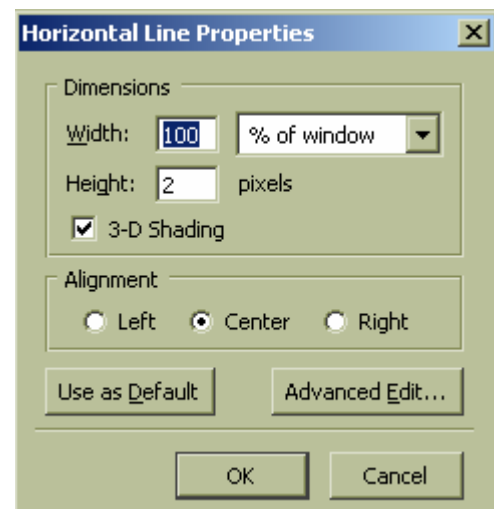 Horizontal Line Properties
Dimensions
Width: 100 % of window
Height: 2 pixels
3-D Shading
Alignment
Left Center Right
Use as Default Advanced Edit...
OK Cancel